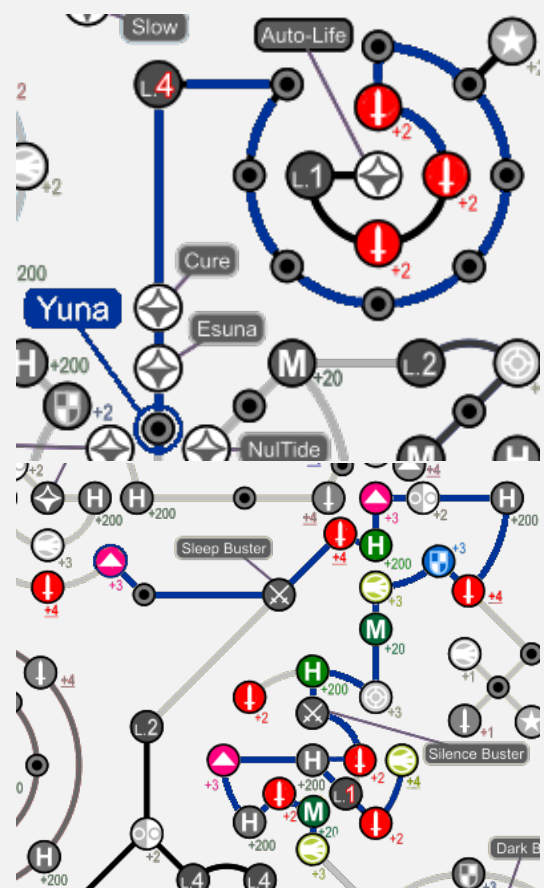 Slow
Auto-Life
L.4
2
+2
+2
+2
L.1
+2
+2
200
Cure
Yuna
Esuna
H
+200
+2
M
+20
L.2
NulTide
M
H
+2
H
+200
H
+200
+4
+3
+2
H
+200
+4
H
+200
Sleep Buster
+3
+3
+4
+3
+3
+4
M
+20
H
+200
+3
+2
+4
+1
+1
Silence Buster
L.2
+3
H
+200
+2
+4
L.1
+2
M
+20
+2
H
+200
+3
+2
H
+200
L.4
L.4
Dark B
+3